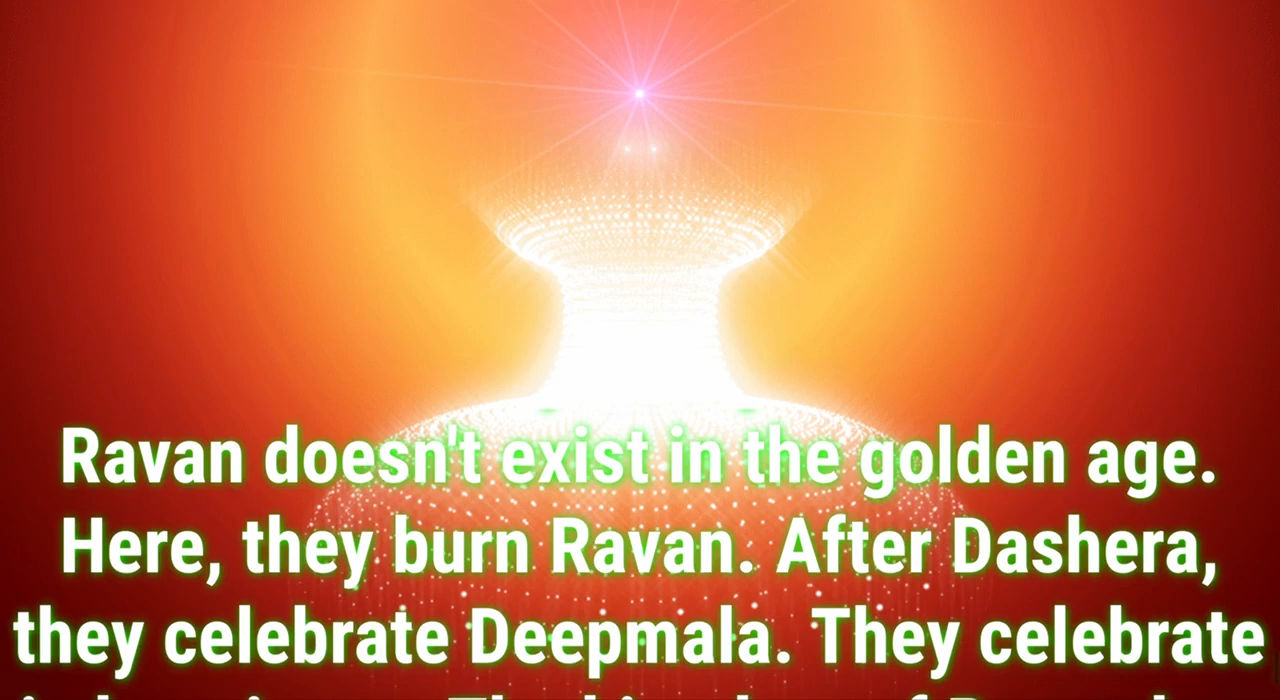 Ravan doesn't exist in the golden age.
Here, they burn Ravan. After Dashera,
they celebrate Deepmala. They celebrate